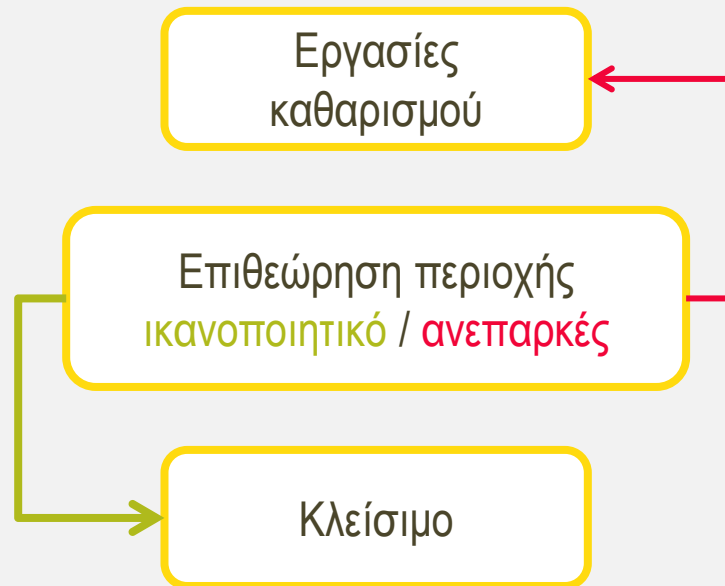 Εργασίες
καθαρισμού
Επιθεώρηση περιοχής
ικανοποιητικό / ανεπαρκές
Κλείσιμο